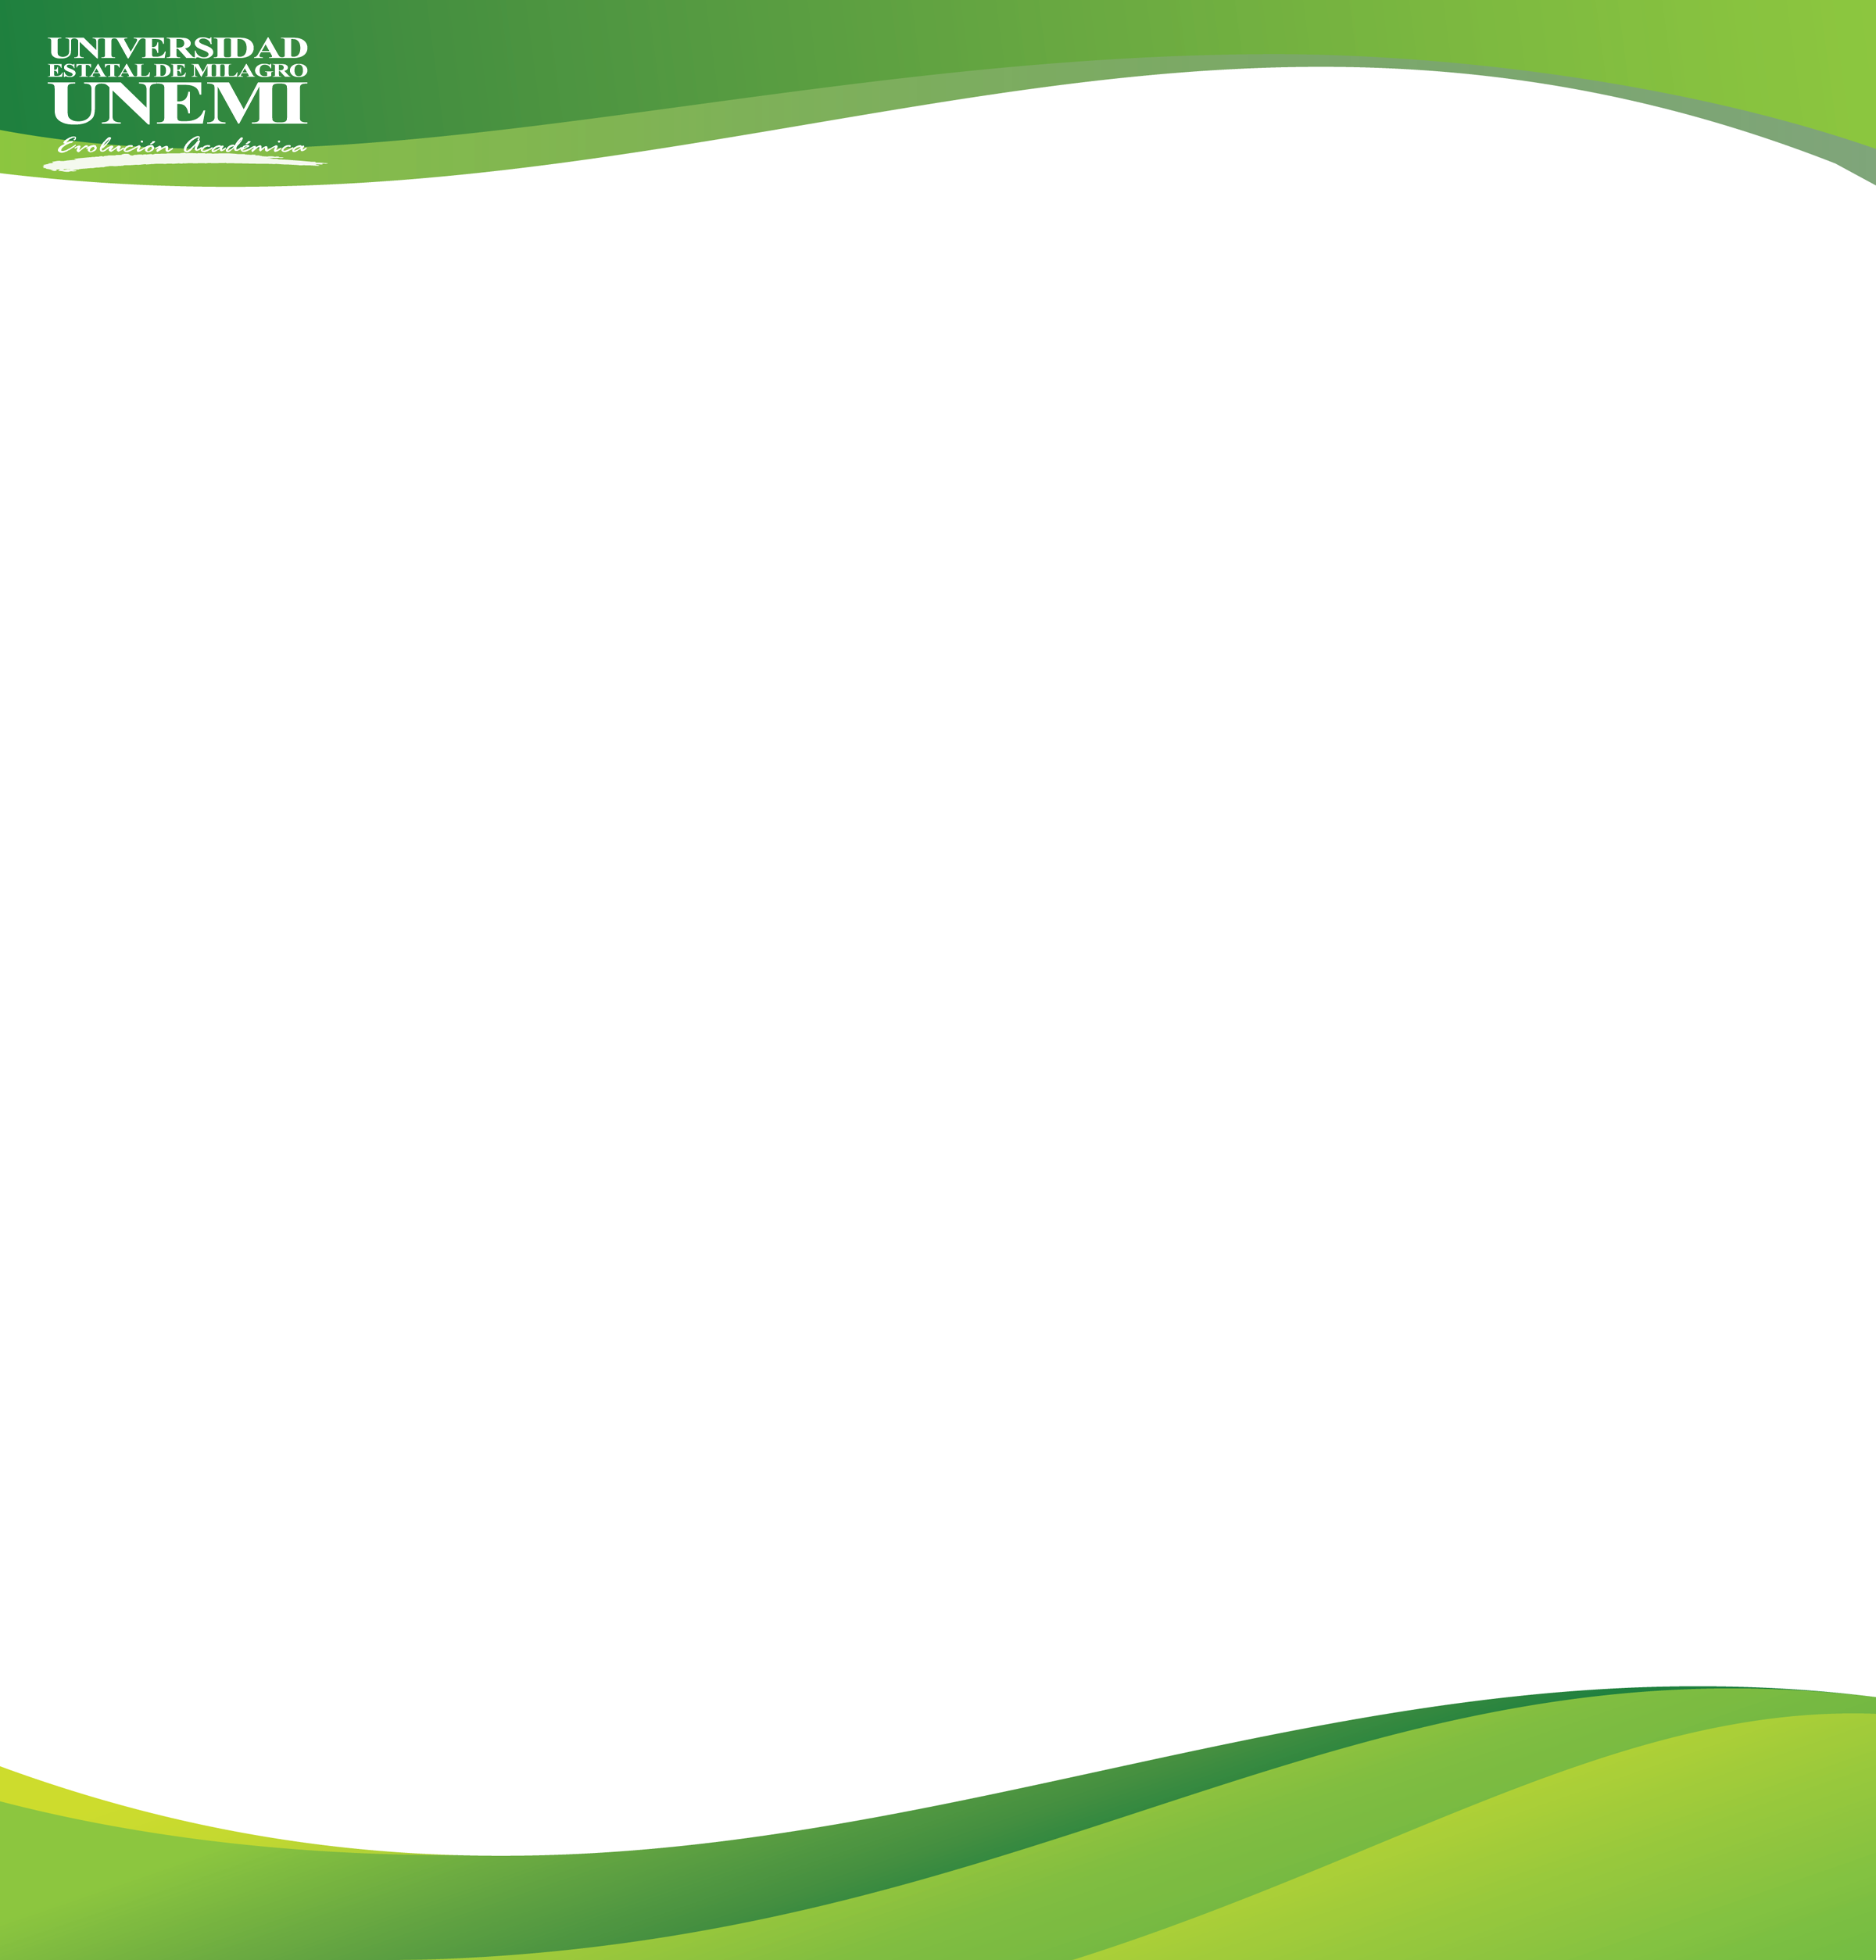 UNIVERSIDAD
ESTATAL DE MILAGRO
UNEMI
Evolución Académica